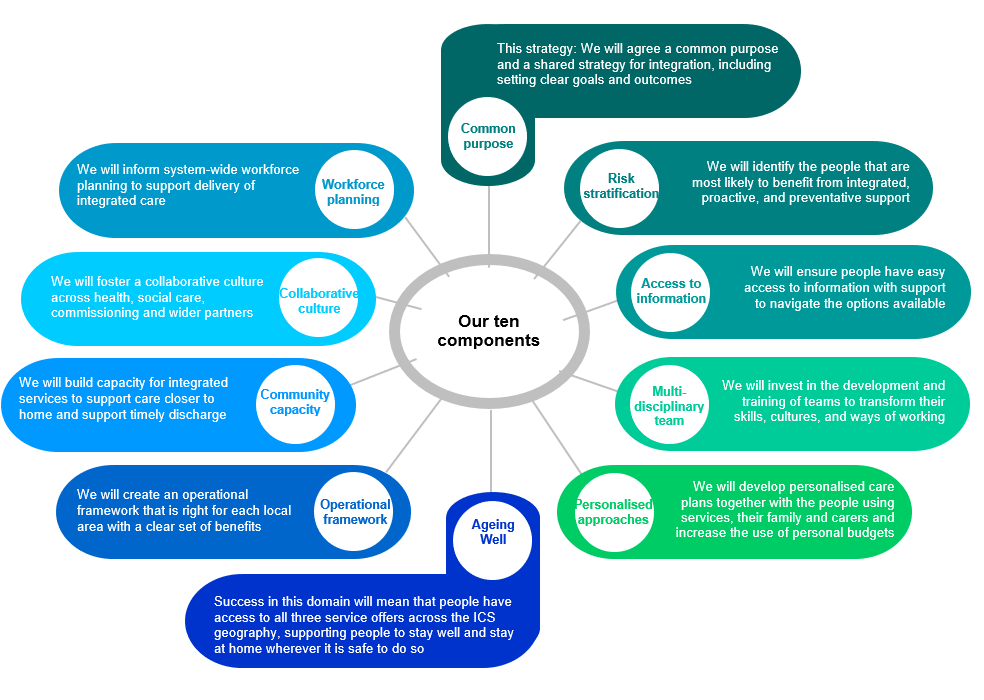 This strategy: We will agree a common purpose
and a shared strategy for integration, including
setting clear goals and outcomes
Common
purpose
We will identify the people that are
most likely to benefit from integrated,
proactive, and preventative support
Risk
stratification
We will ensure people have easy
access to information with support
to navigate the options available
Access to
information
We will invest in the development and
training of teams to transform their
skills, cultures, and ways of working
Multi-
disciplinary
team
We will develop personalised care
plans together with the people using
services, their family and carers and
increase the use of personal budgets
Personalised
approaches
Ageing
Well
Success in this domain will mean that people have
access to all three service offers across the ICS
geography, supporting people to stay well and stay
at home wherever it is safe to do so
We will create an operational
framework that is right for each local
area with a clear set of benefits
Operational
framework
We will build capacity for integrated
services to support care closer to
home and support timely discharge
Community
capacity
We will foster a collaborative culture
across health, social care,
commissioning and wider partners
Collaborative
culture
We will inform system-wide workforce
planning to support delivery of
integrated care
Workforce
planning
Our ten
components